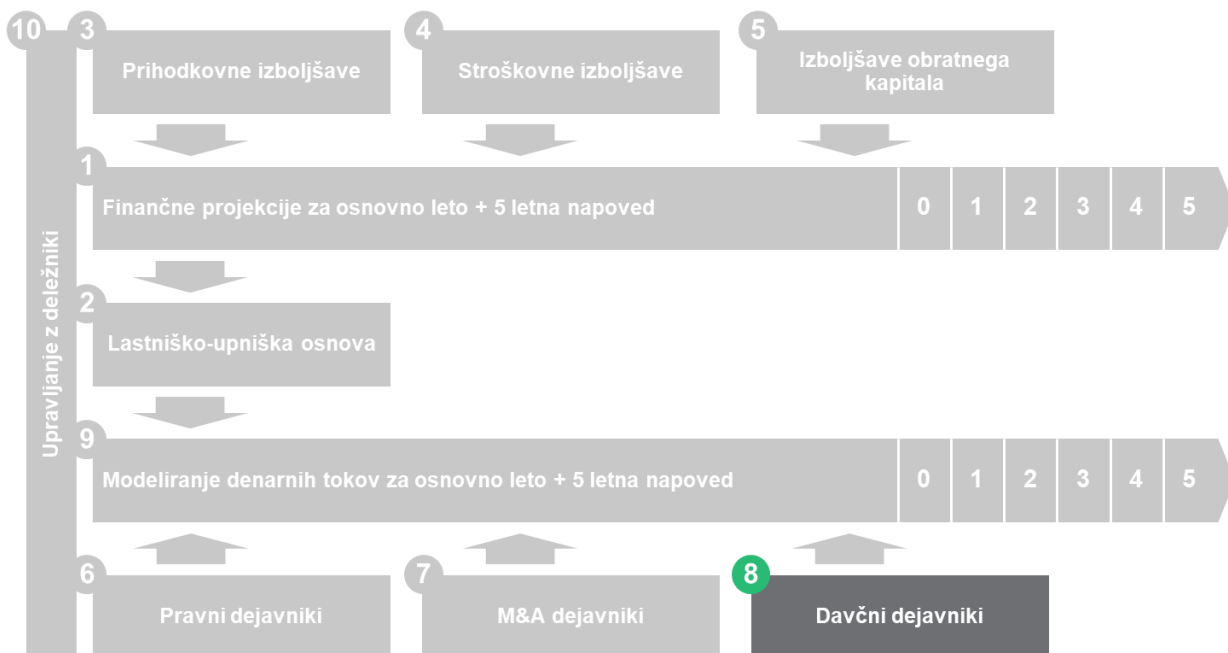 10
3
Prihodkovne izboljšave
4
Stroškovne izboljšave
5
Izboljšave obratnega
kapitala
Upravljanje z deležniki
1
Finančne projekcije za osnovno leto + 5 letna napoved
0 1 2 3 4 5
2
Lastniško-upniška osnova
9
Modeliranje denarnih tokov za osnovno leto + 5 letna napoved
0 1 2 3 4 5
6
Pravni dejavniki
7
M&A dejavniki
8
Davčni dejavniki